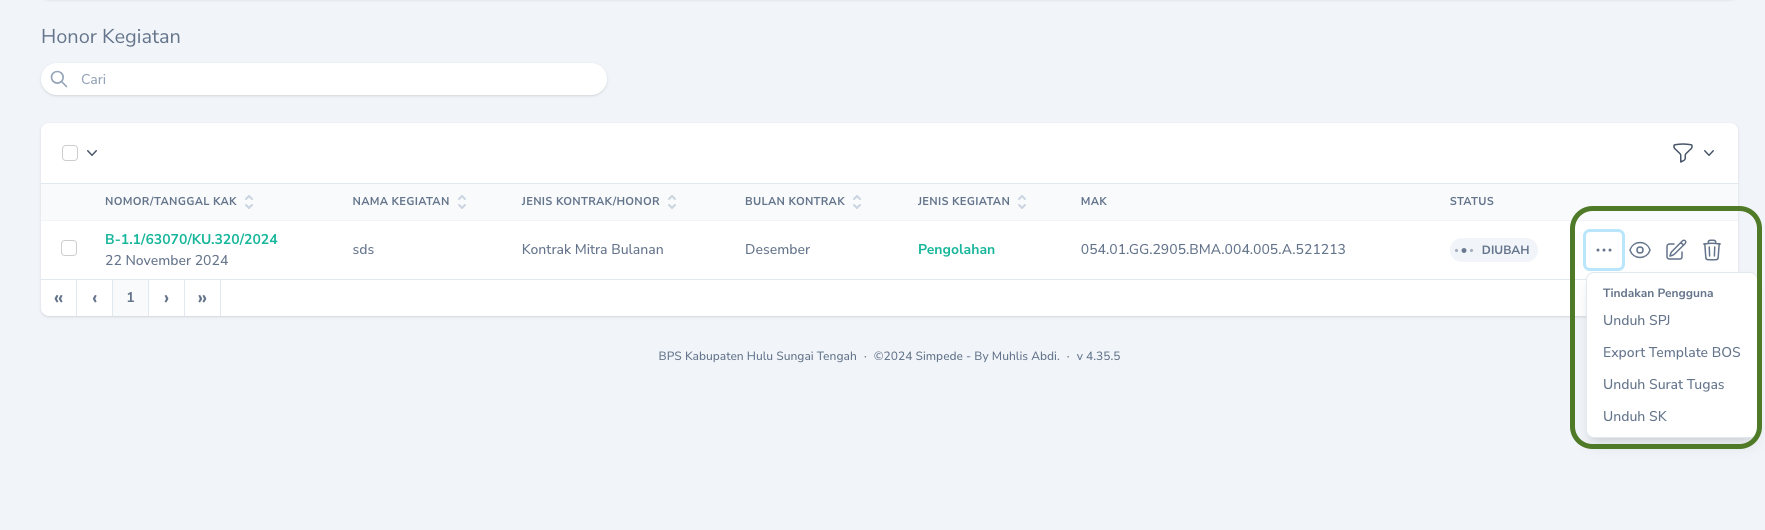 Honor Kegiatan
Cari
NOMOR/TANGGAL KAK NAMA KEGIATAN JENIS KONTRAK/HONOR BULAN KONTRAK JENIS KEGIATAN MAK STATUS
B-1.1/63070/KU.320/2024
22 November 2024
sds Kontrak Mitra Bulanan Desember Pengolahan 054.01.GG.2905.BMA.004.005.A.521213 DIUBAH
« ‹ 1 › »
Tindakan Pengguna
Unduh SPJ
Export Template BOS
Unduh Surat Tugas
Unduh SK
BPS Kabupaten Hulu Sungai Tengah · ©2024 Simpede - By Muhlis Abdi. · v 4.35.5